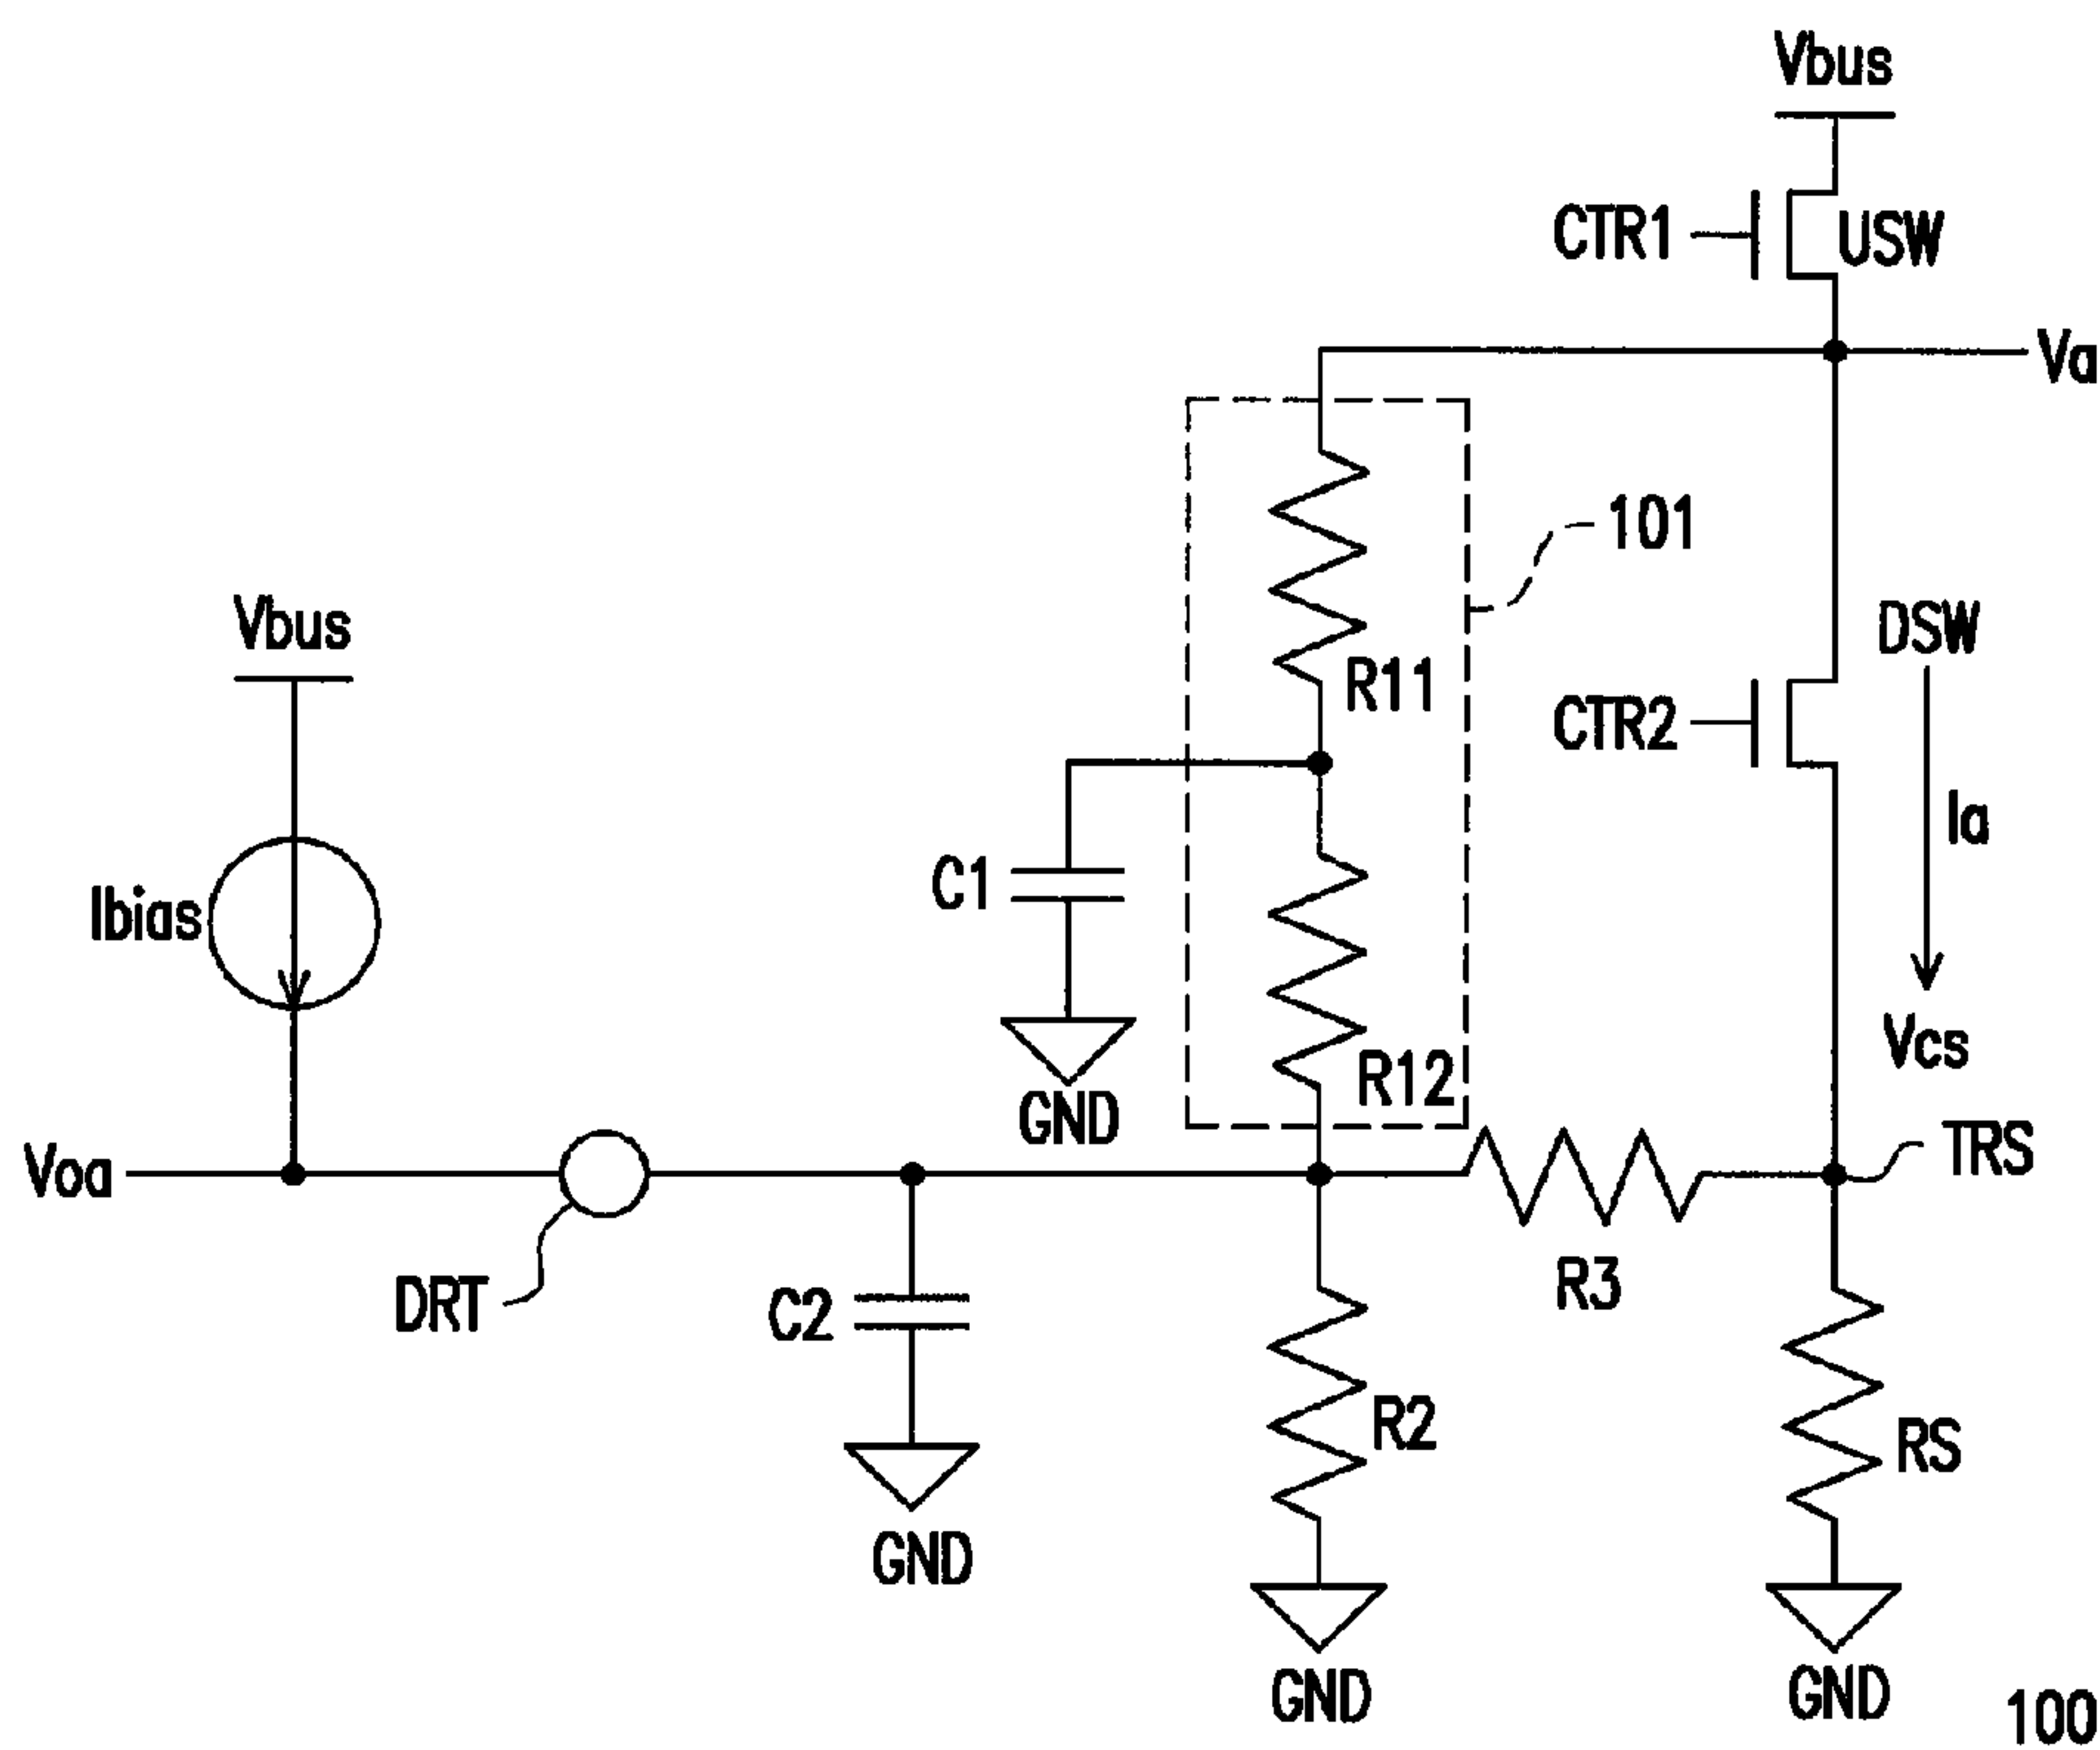 Vbus
CTR1
USW
Va
101
R11
Vbus
DSW
CTR2
Ia
C1
Ibias
Vcs
R12
GND
Voa
TRS
DRT
C2
R3
R2
RS
GND
GND
GND
100